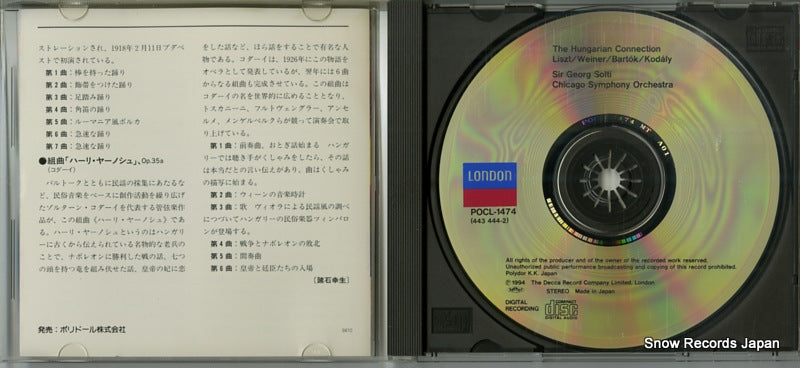 ストレーションされ、1918年2月11日ブダペ
ストで初演されている。
第1曲：棒を持った踊り
第2曲：飾帯をつけた踊り
第3曲：足踏み踊り
第4曲：角笛の踊り
第5曲：ルーマニア風ポルカ
第6曲：急速な踊り
第7曲：急速な踊り
●組曲「ハーリ・ヤーノシュ」、Op.35a
（コダーイ）
バルトークとともに民謡の採集にあたるな
ど、民俗音楽をベースに創作活動を繰り広げ
たゾルターン・コダーイを代表する管弦楽作
品が、この組曲《ハーリ・ヤーノシュ》であ
る。ハーリ・ヤーノシュというのはハンガリ
ーに古くから伝えられている名物的な老兵の
ことで、ナポレオンに勝利した戦の話、七つ
の頭を持つ竜を組み伏せた話、皇帝の妃に恋
発売：ポリドール株式会社
をした話など、ほら話をすることで有名な人
物である。コダーイは、1926年にこの物語を
オペラとして発表しているが、翌年には6曲
からなる組曲も完成させている。この組曲は
コダーイの名を世界的に広めることとなり、
トスカニーニ、フルトヴェングラー、アンセ
ルメ、メンゲルベルクらが競って演奏会で取
り上げている。
第1曲：前奏曲、おとぎ話始まる　ハンガ
リーでは聴き手がくしゃみをしたら、その話
は本当だとの言い伝えがあり、曲はくしゃみ
の描写に始まる。
第2曲：ウィーンの音楽時計
第3曲：歌　ヴィオラによる民謡風の調べ
につづいてハンガリーの民俗楽器ツィンバロ
ンが登場する。
第4曲：戦争とナポレオンの敗北
第5曲：間奏曲
第6曲：皇帝と廷臣たちの入場
［諸石幸生］
9410
The Hungarian Connection
Liszt/Weiner/Bartók/Kodály
Sir Georg Solti
Chicago Symphony Orchestra
LONDON
POCL-1474
(443 444-2)
All rights of the producer and of the owner of the recorded work reserved.
Unauthorized public performance broadcasting and copying of this record prohibited.
Polydor K.K. Japan
℗ 1994 The Decca Record Company Limited, London
STEREO Made in Japan
DIGITAL
RECORDING
COMPACT
disc
DIGITAL AUDIO
Snow Records Japan